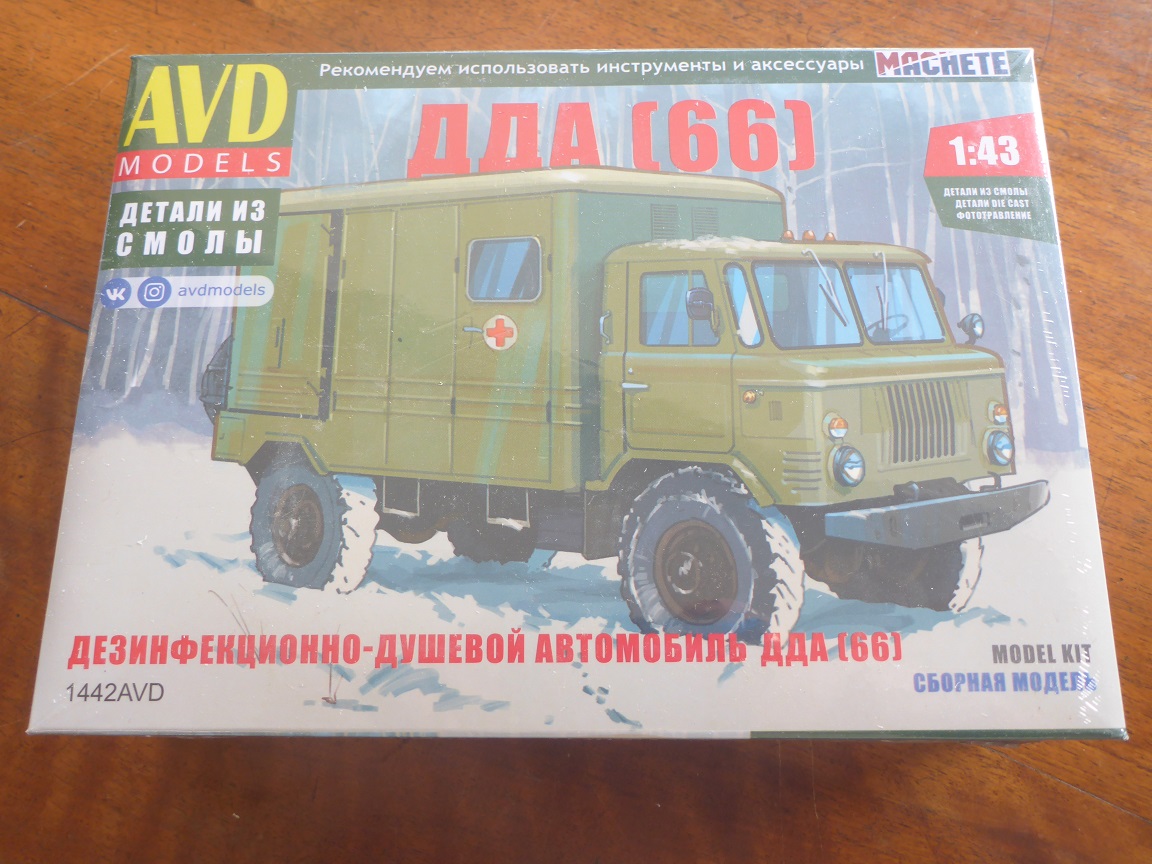 AVD
MODELS
Рекомендуем использовать инструменты и аксессуары MACHETE
ДДА (66)
1:43
ДЕТАЛИ ИЗ СМОЛЫ
ДЕТАЛИ DIE CAST
ФОТОТРАВЛЕНИЕ
ДЕТАЛИ ИЗ
СМОЛЫ
avdmodels
ДЕЗИНФЕКЦИОННО-ДУШЕВОЙ АВТОМОБИЛЬ ДДА (66)
1442AVD
MODEL KIT
СБОРНАЯ МОДЕЛЬ